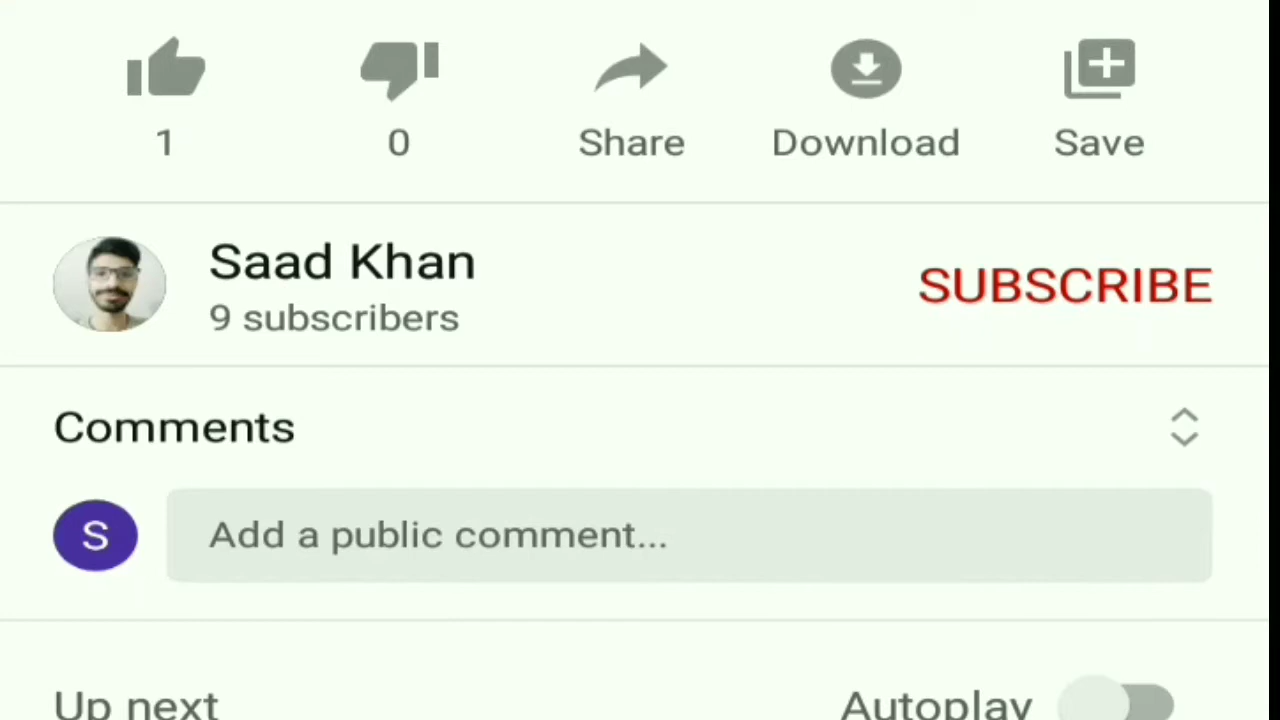 1 0 Share Download Save
Saad Khan
9 subscribers
SUBSCRIBE
Comments
S
Add a public comment...
Up next
Autoplay